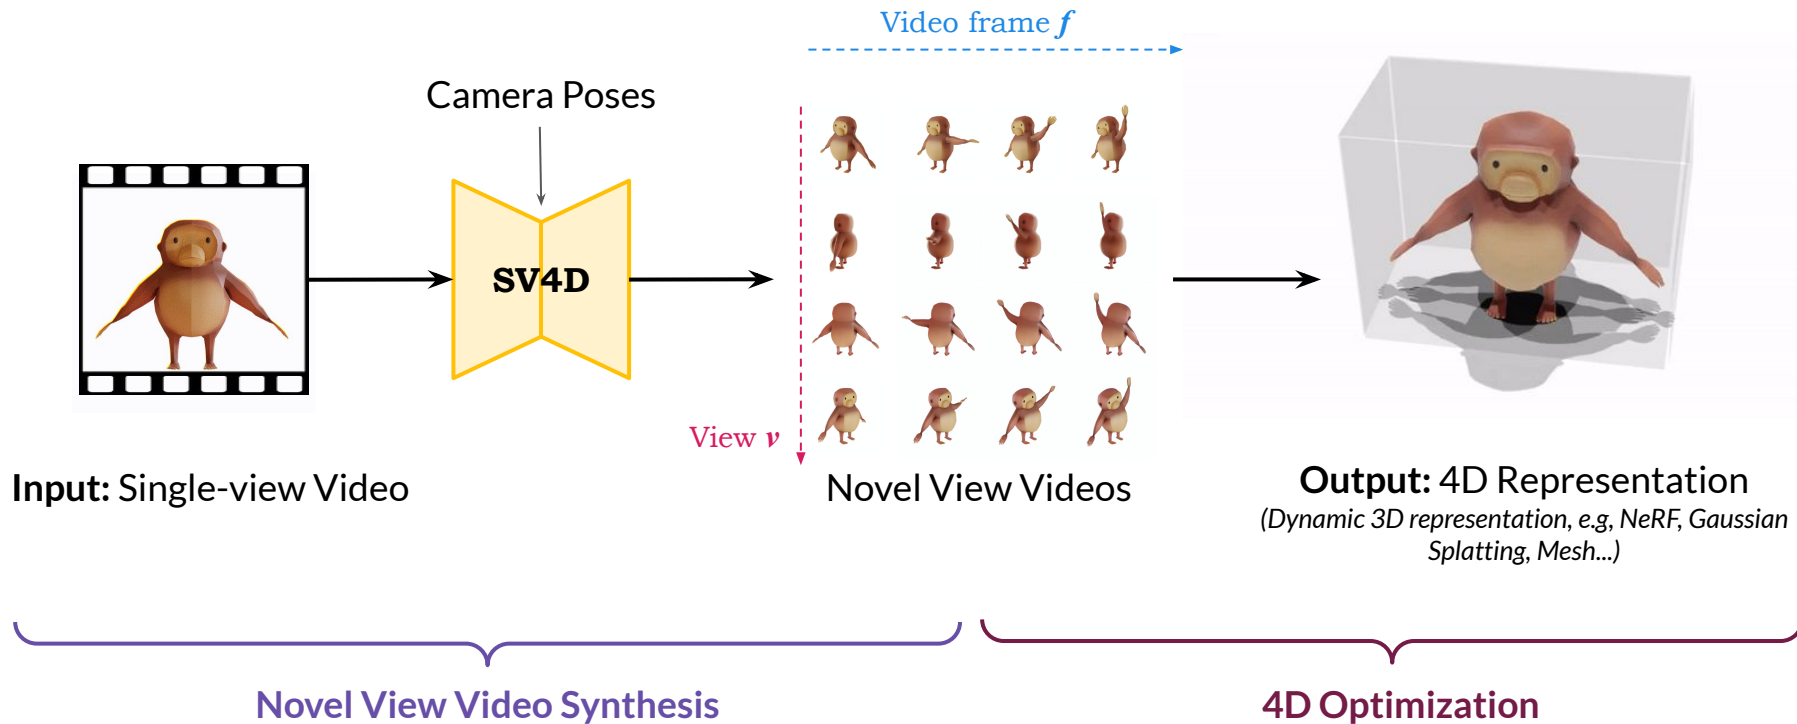 Video frame f
Camera Poses
SV4D
View v
Input: Single-view Video
Novel View Videos
Output: 4D Representation
(Dynamic 3D representation, e.g, NeRF, Gaussian
Splatting, Mesh...)
Novel View Video Synthesis
4D Optimization